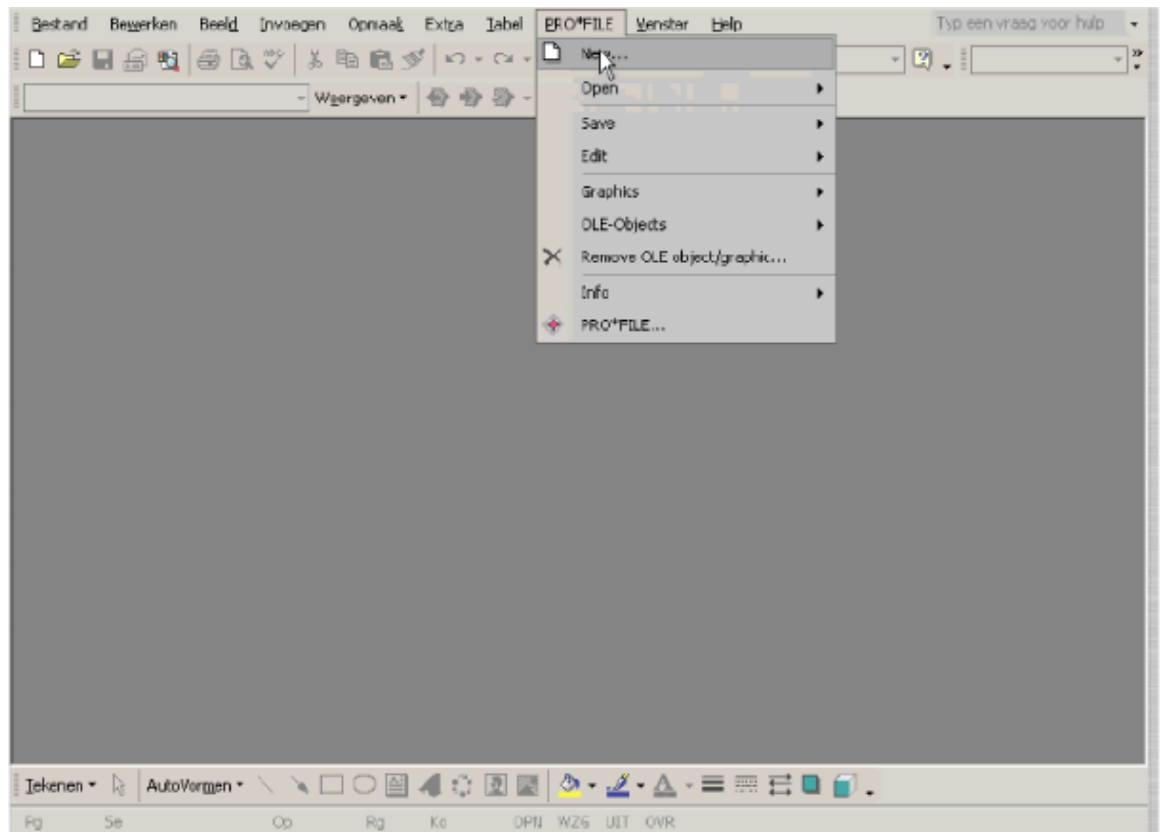 Bestand Bewerken Beeld Invoegen Opmaak Extra Tabel PRO*FILE Venster Help Typ een vraag voor hulp
Weergeven
New...
Open
Save
Edit
Graphics
OLE-Objects
Remove OLE object/graphic...
Info
PRO*FILE...
Tekenen AutoVormen
Pg Se Op Rg Ko OPN WZG UIT OVR